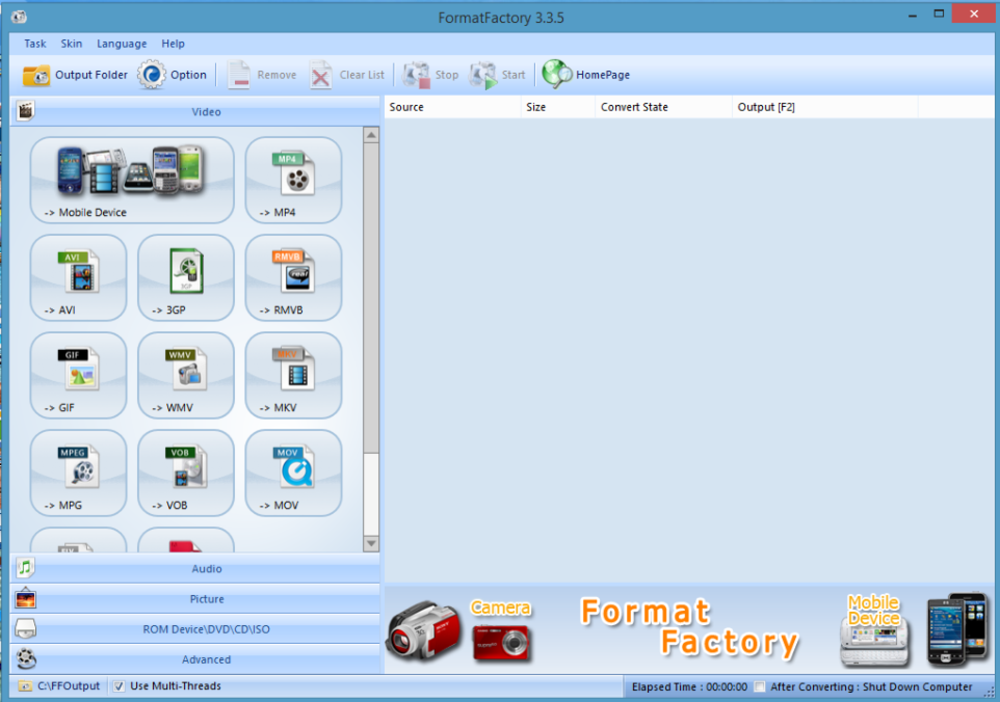 FormatFactory 3.3.5
Task Skin Language Help
Output Folder Option Remove Clear List Stop Start HomePage
Video
Source Size Convert State Output [F2]
MP4
-> Mobile Device -> MP4
AVI 3GP RMVB real
-> AVI -> 3GP -> RMVB
GIF WMV MKV
-> GIF -> WMV -> MKV
MPEG VOB MOV
-> MPG -> VOB -> MOV
Audio
Picture
ROM Device\DVD\CD\ISO
Advanced
Camera
Format
Factory
Mobile
Device
C:\FFOutput Use Multi-Threads Elapsed Time : 00:00:00 After Converting : Shut Down Computer